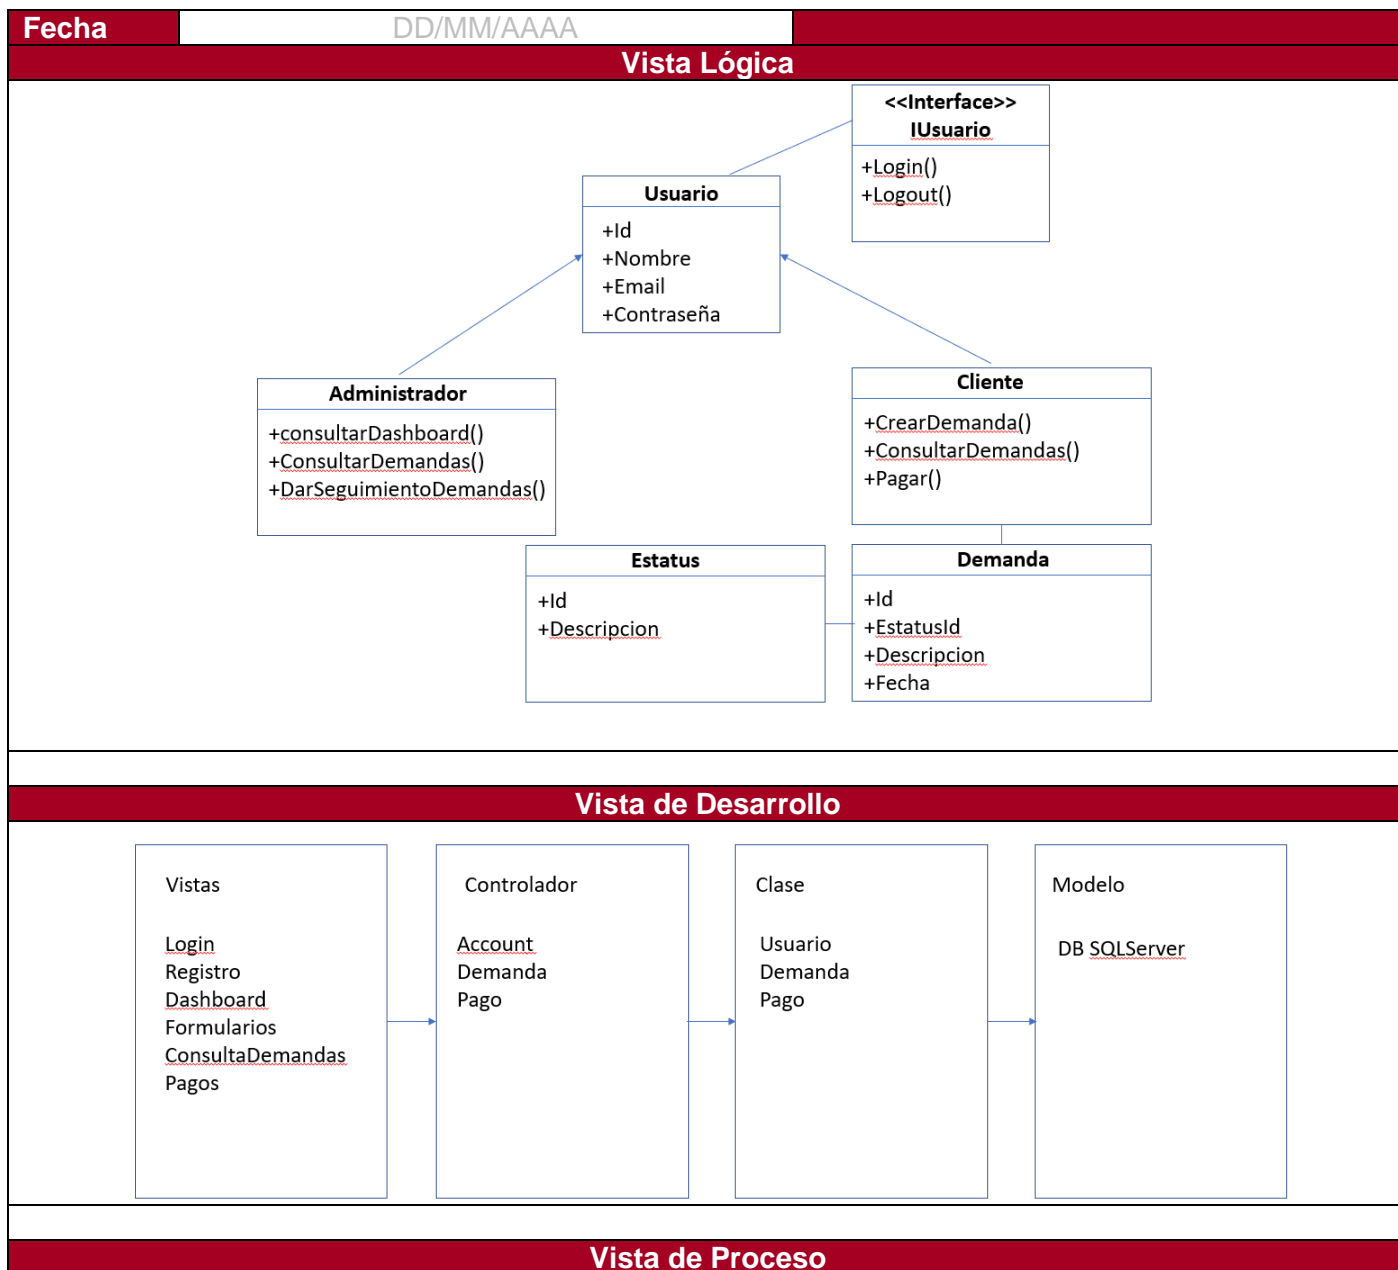 Fecha
DD/MM/AAAA
Vista Lógica
<<Interface>>
IUsuario
+Login()
+Logout()
Usuario
+Id
+Nombre
+Email
+Contraseña
Administrador
+consultarDashboard()
+ConsultarDemandas()
+DarSeguimientoDemandas()
Cliente
+CrearDemanda()
+ConsultarDemandas()
+Pagar()
Estatus
+Id
+Descripcion
Demanda
+Id
+EstatusId
+Descripcion
+Fecha
Vista de Desarrollo
Vistas
Login
Registro
Dashboard
Formularios
ConsultaDemandas
Pagos
Controlador
Account
Demanda
Pago
Clase
Usuario
Demanda
Pago
Modelo
DB SQLServer
Vista de Proceso